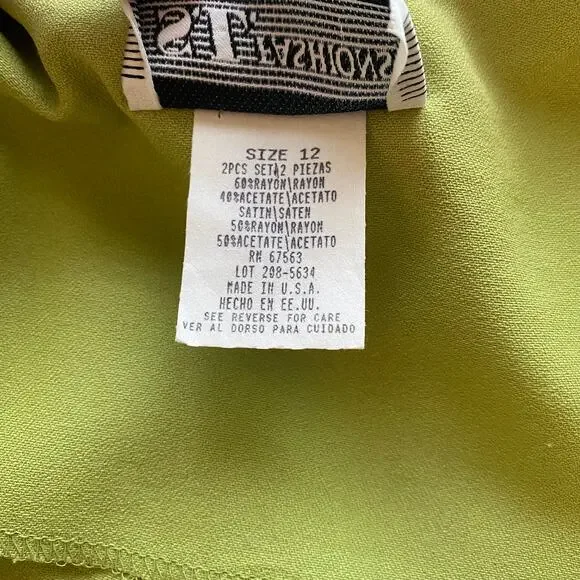 S.T.
FASHIONS
SIZE 12
2PCS SET\2 PIEZAS
60%RAYON\RAYON
40%ACETATE\ACETATO
SATIN\SATEN
50%RAYON\RAYON
50%ACETATE\ACETATO
RN 67563
LOT 298-5634
MADE IN U.S.A.
HECHO EN EE.UU.
SEE REVERSE FOR CARE
VER AL DORSO PARA CUIDADO